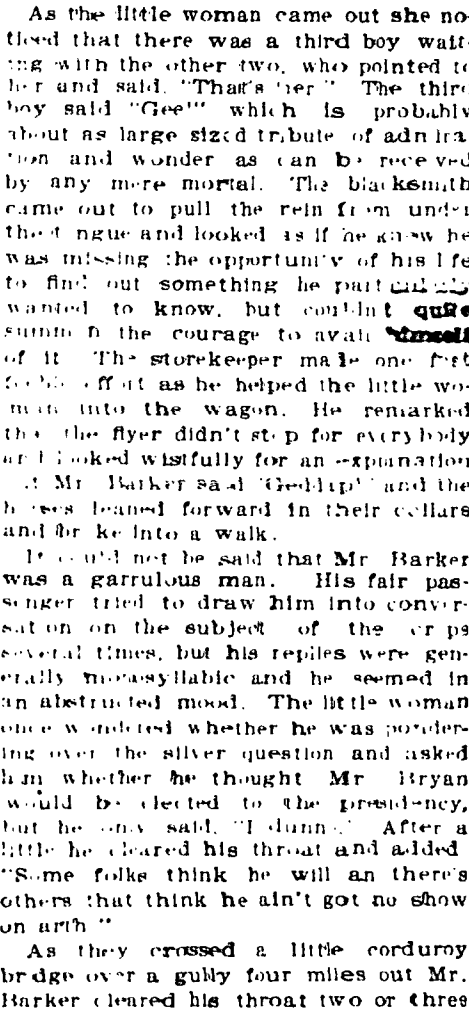 As the little woman came out she no-
ticed that there was a third boy wait-
ing with the other two, who pointed to
her and said, "That's her." The third
boy said "Gee!" which is probably
about as large sized tribute of admira-
tion and wonder as can be received
by any mere mortal. The blacksmith
came out to pull the rein from under
the tongue and looked as if he knew he
was missing the opportunity of his life
to find out something he particularly
wanted to know, but couldn't quite
summon the courage to avail himself
of it. The storekeeper made one
feeble effort as he helped the little wo-
man into the wagon. He remarked
that the flyer didn't stop for everybody
and looked wistfully for an explanation
Mr. Barker said "Geddap!" and the
horses leaned forward in their collars
and broke into a walk.
It could not be said that Mr Barker
was a garrulous man. His fair pas-
senger tried to draw him into conver-
sation on the subject of the crops
several times, but his replies were gen-
erally monosyllabic and he seemed in
an abstracted mood. The little woman
once wondered whether he was ponder-
ing over the silver question and asked
him whether he thought Mr Bryan
would be elected to the presidency,
but he only said, "I dunno." After a
little he cleared his throat and added
"Some folks think he will an there's
others that think he ain't got no show
on arth"
As they crossed a little corduroy
bridge over a gully four miles out Mr.
Barker cleared his throat two or three